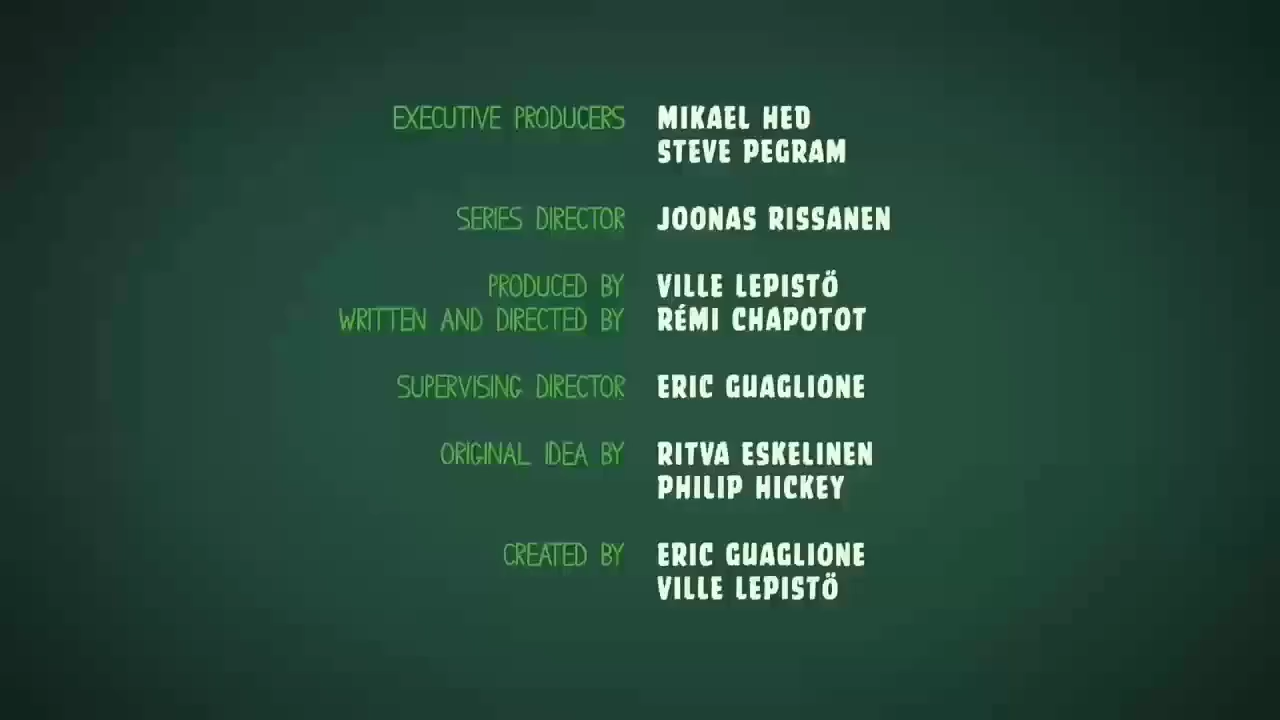 EXECUTIVE PRODUCERS MIKAEL HED
STEVE PEGRAM
SERIES DIRECTOR JOONAS RISSANEN
PRODUCED BY VILLE LEPISTÖ
WRITTEN AND DIRECTED BY RÉMI CHAPOTOT
SUPERVISING DIRECTOR ERIC GUAGLIONE
ORIGINAL IDEA BY RITVA ESKELINEN
PHILIP HICKEY
CREATED BY ERIC GUAGLIONE
VILLE LEPISTÖ